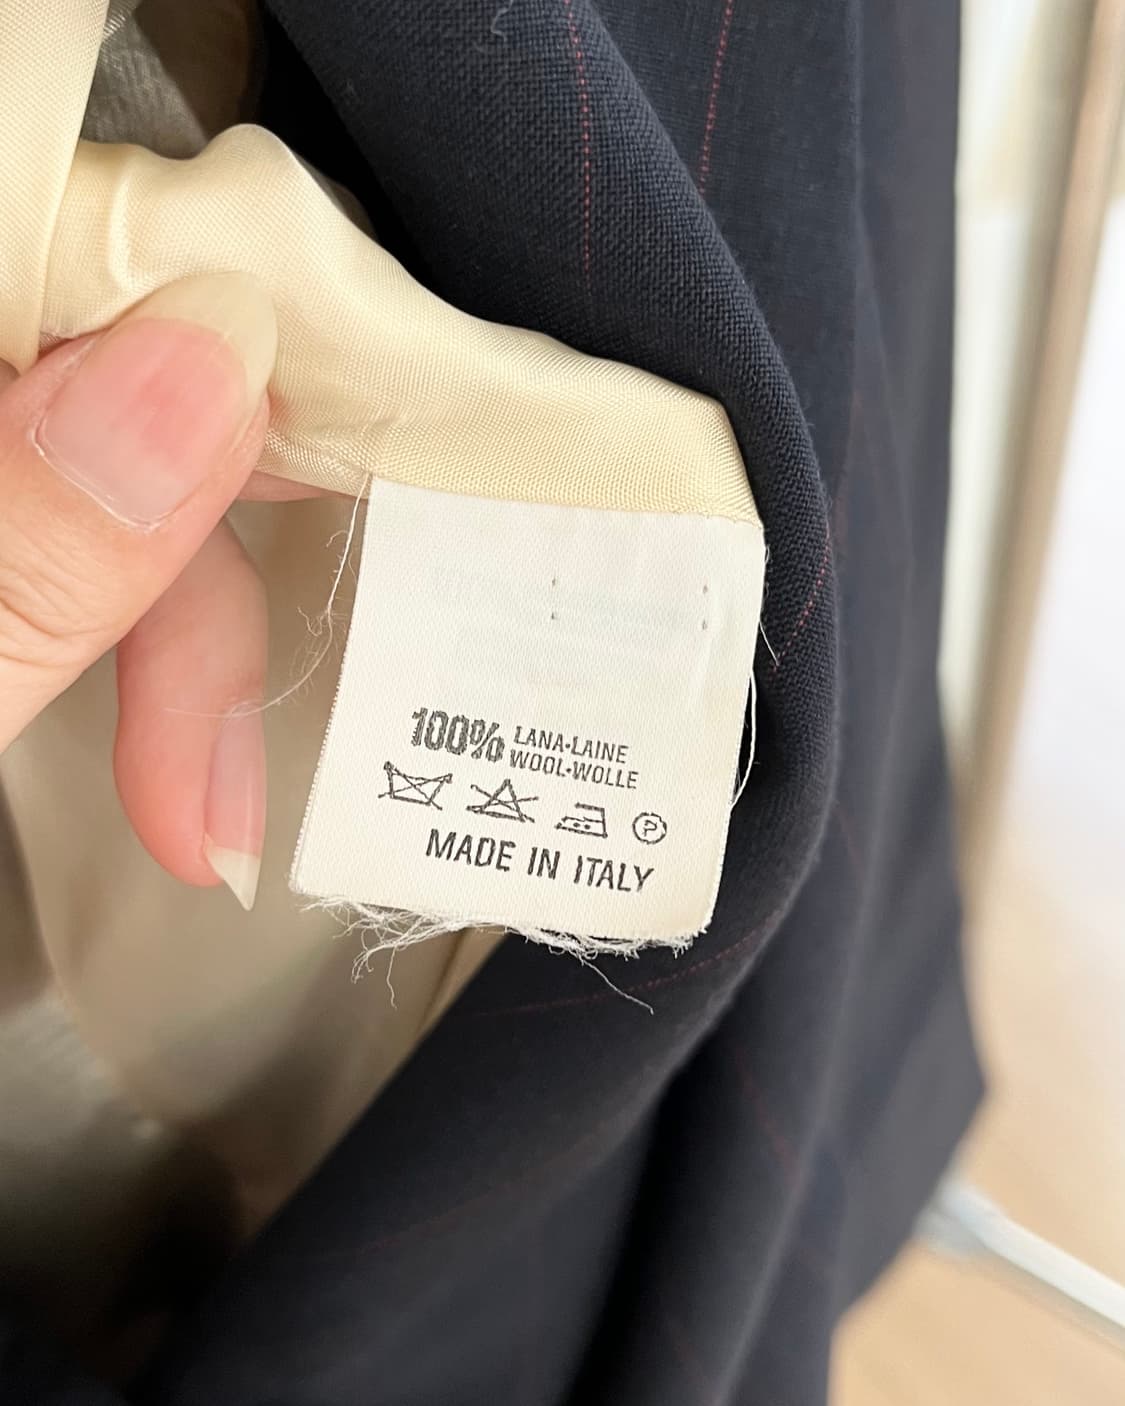 100% LANA·LAINE
WOOL·WOLLE
P
MADE IN ITALY